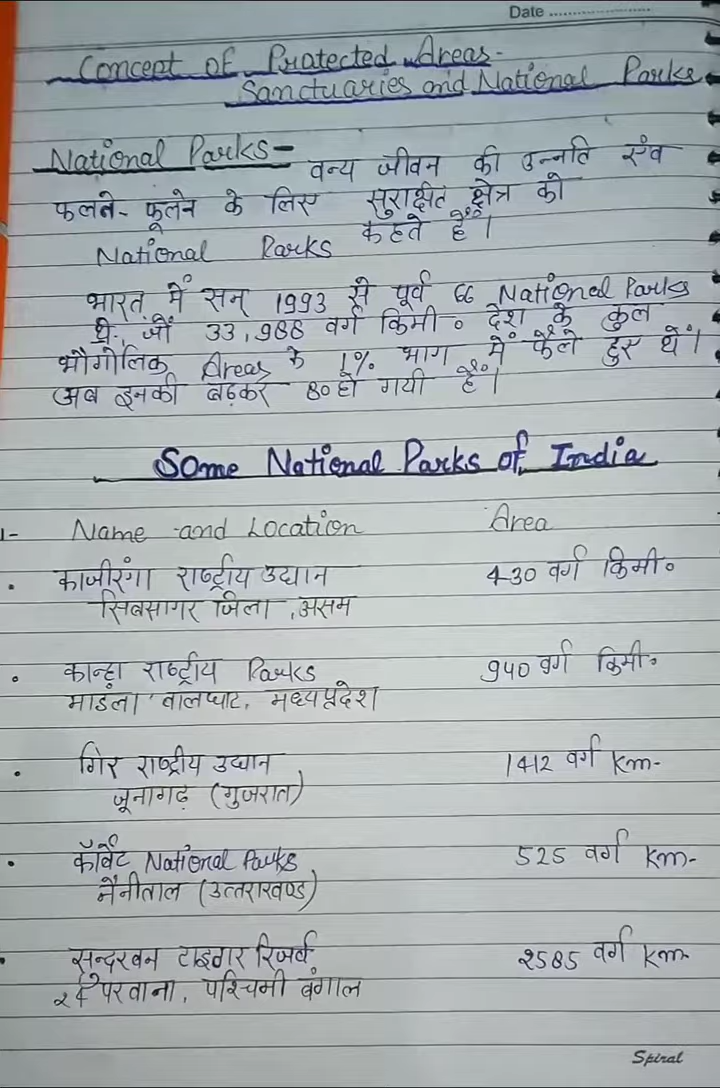 Date
Concept of Protected Areas-
Sanctuaries and National Parks
National Parks- वन्य जीवन की उन्नति एंव
फलने-फूलने के लिए सुराक्षित क्षेत्र को
National Parks कहते हैं।
भारत में सन् 1993 से पूर्व 66 National Parks
थे, जों 33,988 वर्ग किमी० देश के कुल
भौगोलिक Areas के 1% भाग में फैले हुए थें।
अब इनकी बढ़कर 80 हो गयी हैं।
Some National Parks of India
1- Name and Location Area
• काजीरंगा राष्ट्रीय उद्यान 430 वर्ग किमी०
सिबसागर जिला, असम
• कान्हा राष्ट्रीय Parks 940 वर्ग किमी०
माडंला बालघाट, मध्यप्रदेश
• गिर राष्ट्रीय उद्यान 1412 वर्ग Km-
जूनागढ़ (गुजरात)
• कॉर्बेट National Parks 525 वर्ग Km-
नैनीताल (उत्तराखण्ड)
• सुन्दरबन टाइगर रिजर्व 2585 वर्ग Km-
24 परवाना, पश्चिमी बंगाल
Spiral